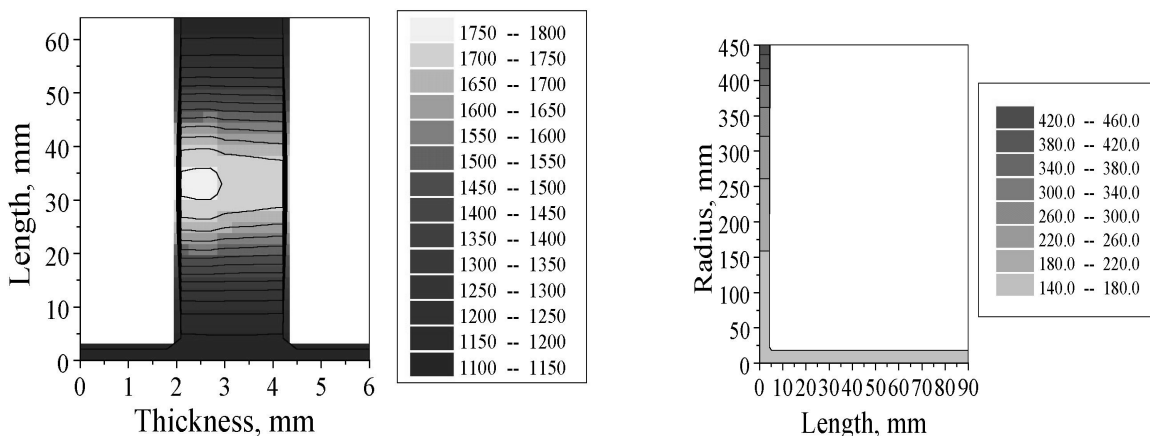 60
50
40
30
20
10
0
Length, mm
0 1 2 3 4 5 6
Thickness, mm
1750 -- 1800
1700 -- 1750
1650 -- 1700
1600 -- 1650
1550 -- 1600
1500 -- 1550
1450 -- 1500
1400 -- 1450
1350 -- 1400
1300 -- 1350
1250 -- 1300
1200 -- 1250
1150 -- 1200
1100 -- 1150
450
400
350
300
250
200
150
100
50
0
Radius, mm
0 10 20 30 40 50 60 70 80 90
Length, mm
420.0 -- 460.0
380.0 -- 420.0
340.0 -- 380.0
300.0 -- 340.0
260.0 -- 300.0
220.0 -- 260.0
180.0 -- 220.0
140.0 -- 180.0